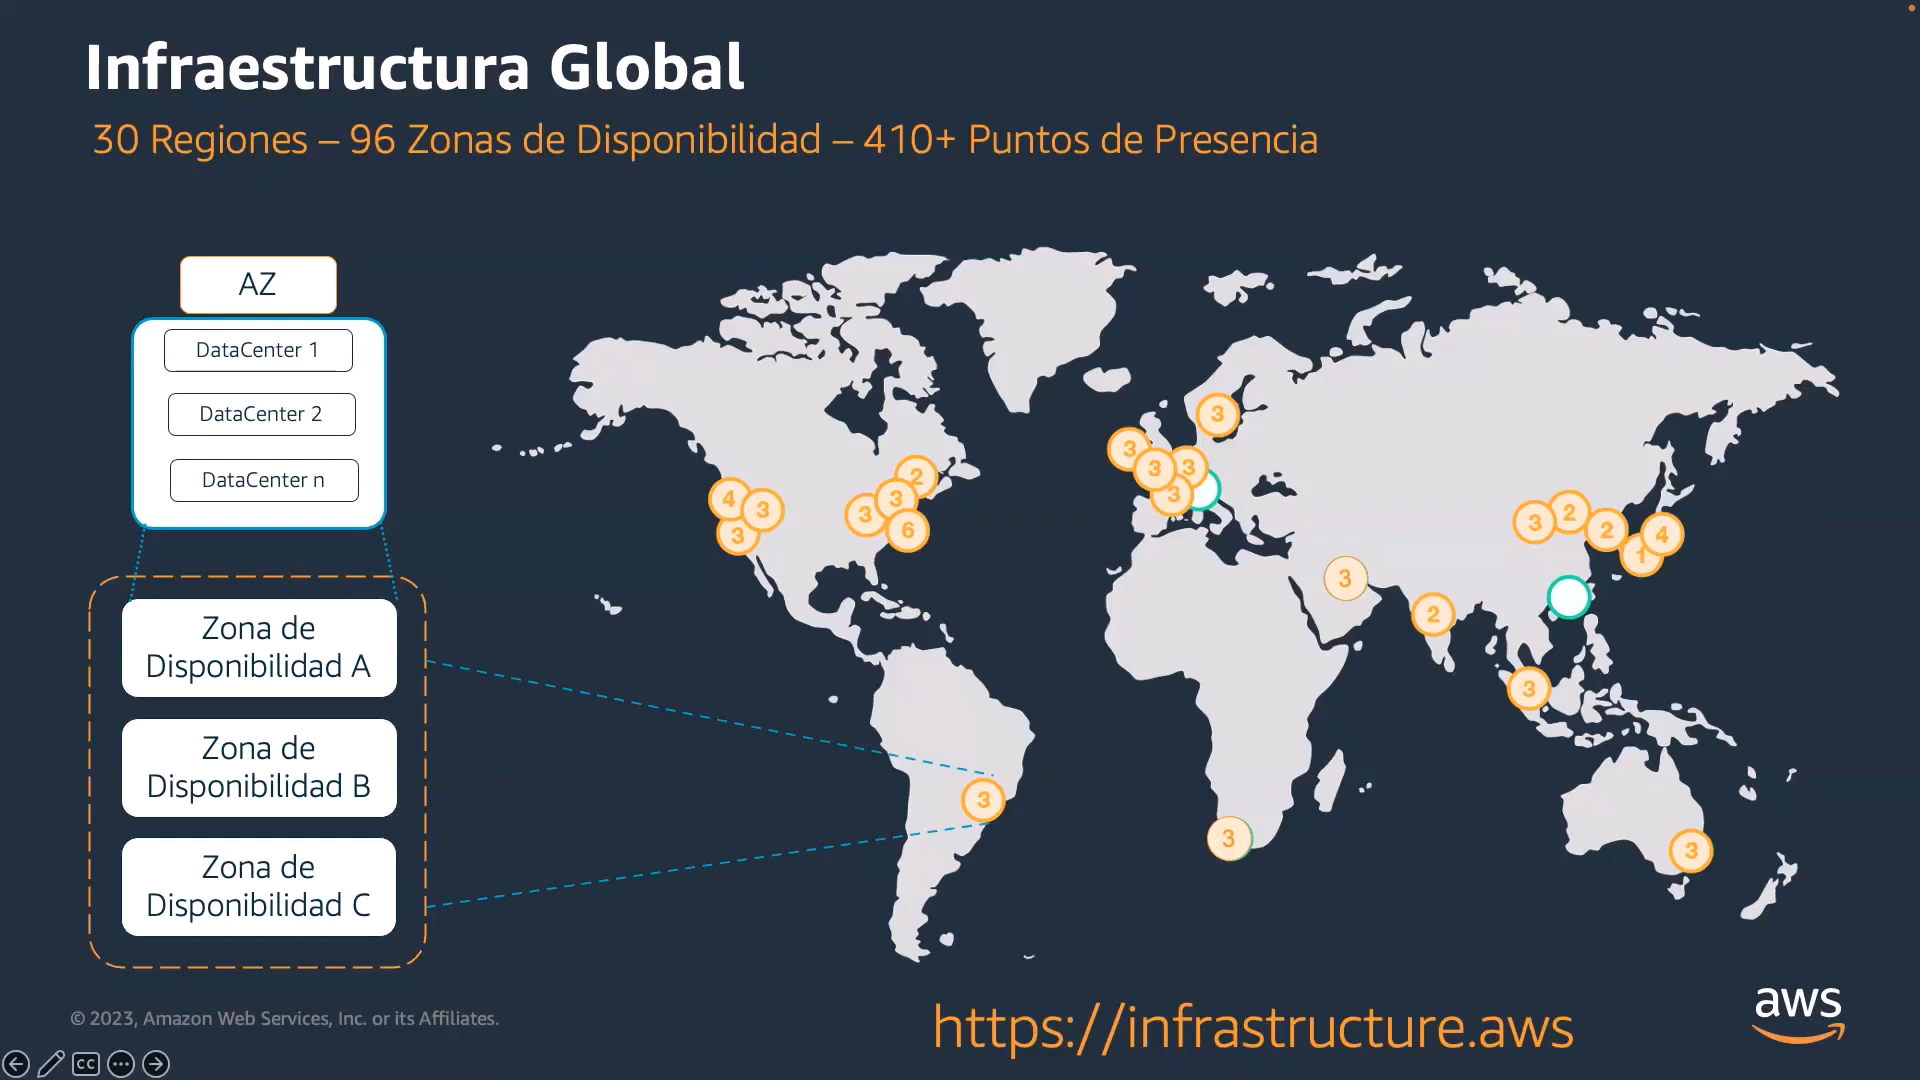 Infraestructura Global
30 Regiones – 96 Zonas de Disponibilidad – 410+ Puntos de Presencia
AZ
DataCenter 1
DataCenter 2
DataCenter n
Zona de
Disponibilidad A
Zona de
Disponibilidad B
Zona de
Disponibilidad C
3
3
3
3
3
2
4
3
3
3
3
6
3
2
2
4
1
3
2
3
3
3
3
© 2023, Amazon Web Services, Inc. or its Affiliates.
https://infrastructure.aws
aws
CC